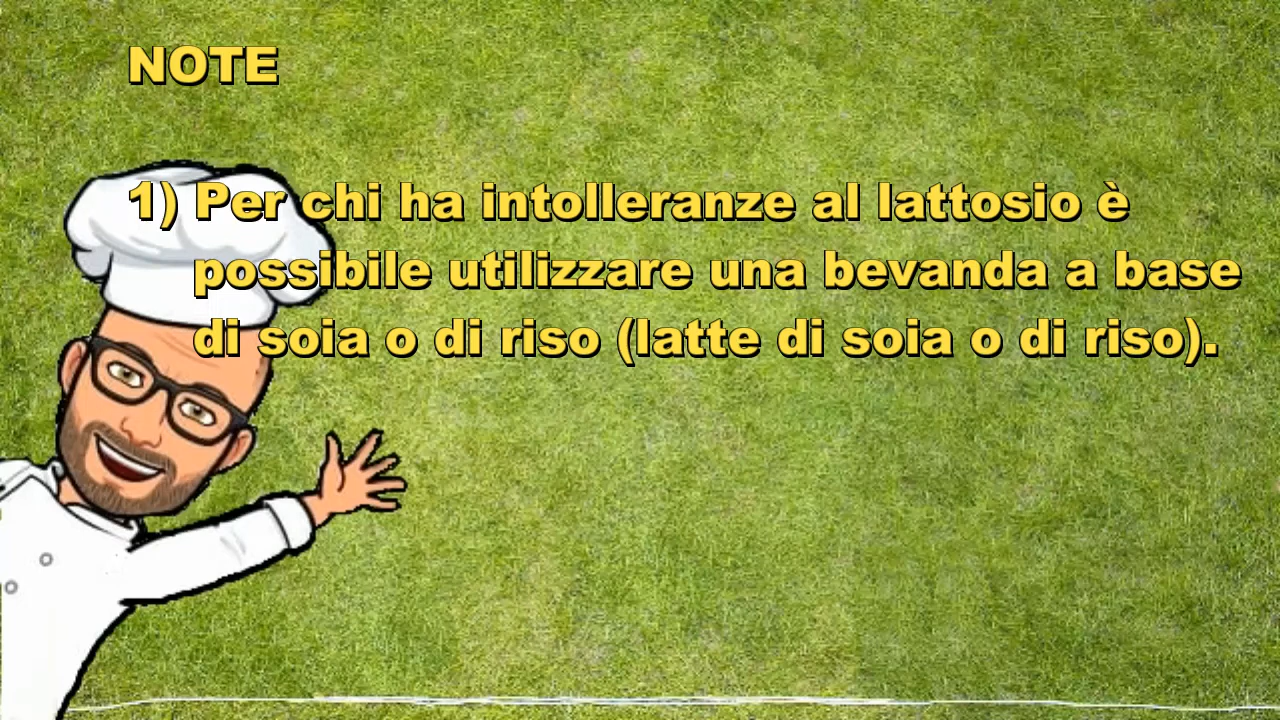 NOTE
1) Per chi ha intolleranze al lattosio è
possibile utilizzare una bevanda a base
di soia o di riso (latte di soia o di riso).